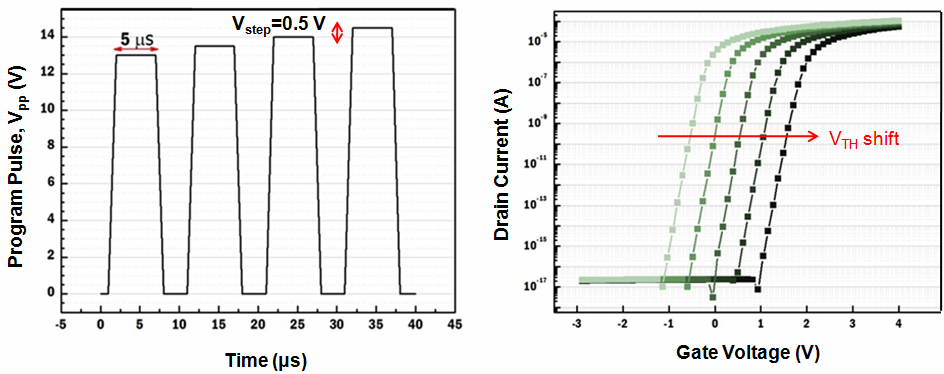 Program Pulse, Vpp (V)
14
12
10
8
6
4
2
0
5 µS
Vstep=0.5 V
-5 0 5 10 15 20 25 30 35 40 45
Time (µs)
Drain Current (A)
10-5
10-7
10-9
10-11
10-13
10-15
10-17
VTH shift
-3 -2 -1 0 1 2 3 4
Gate Voltage (V)